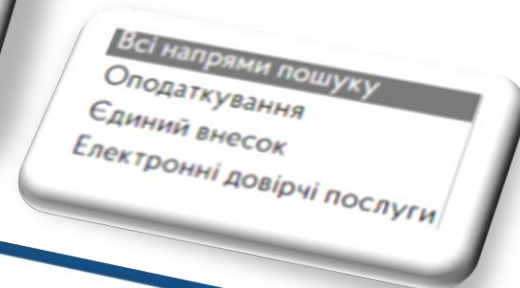 Всі напрями пошуку
Оподаткування
Єдиний внесок
Електронні довірчі послуги